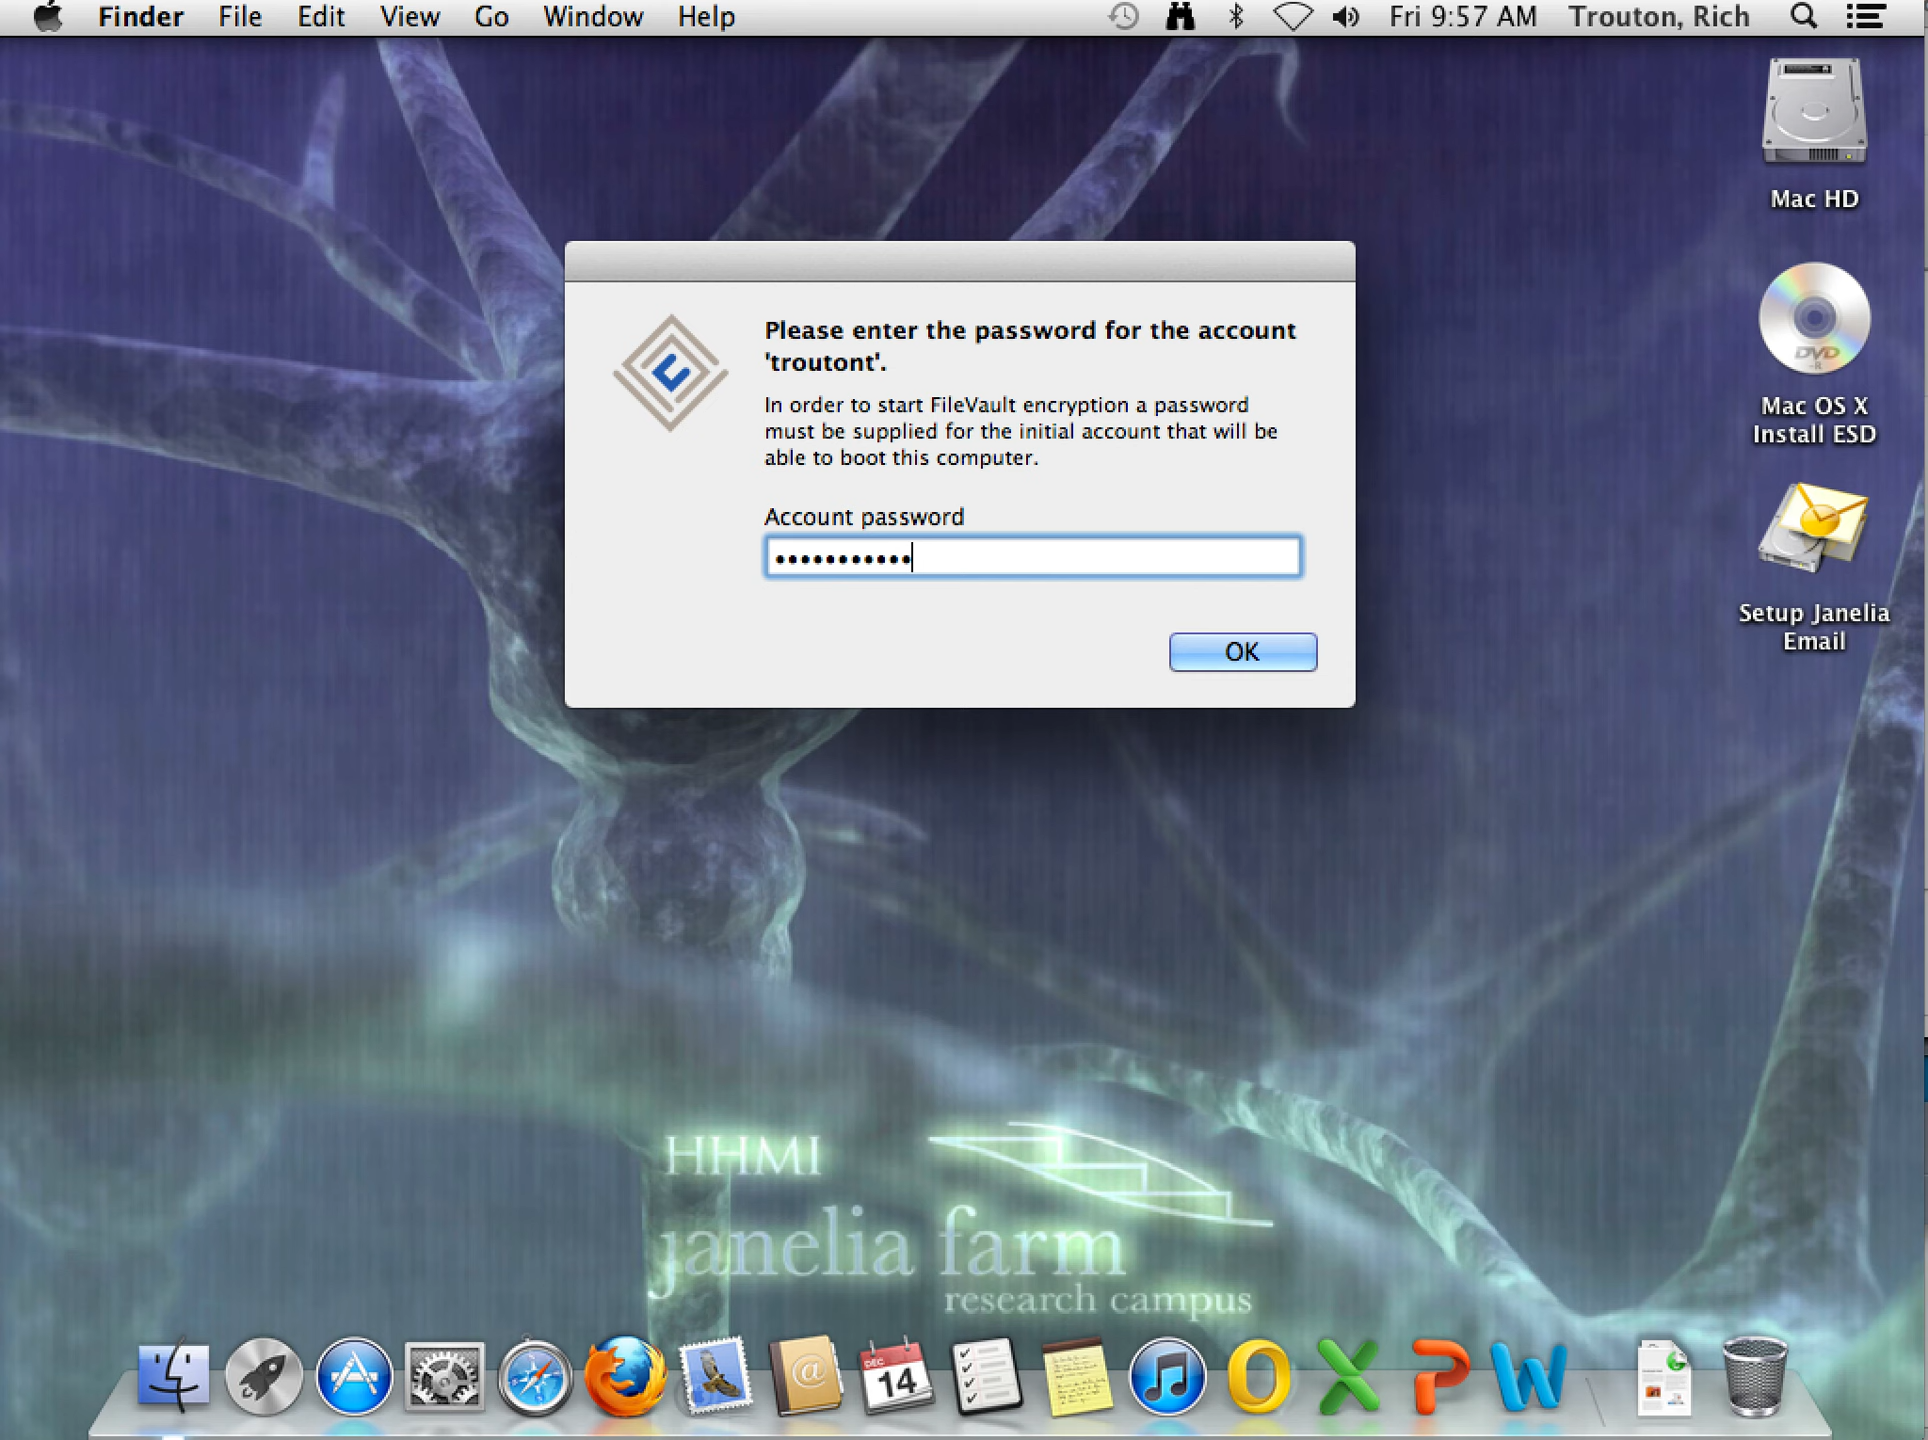 Finder File Edit View Go Window Help Fri 9:57 AM Trouton, Rich
Mac HD
Please enter the password for the account
'troutont'.
In order to start FileVault encryption a password
must be supplied for the initial account that will be
able to boot this computer.
Account password
•••••••••••
OK
DVD
-R
Mac OS X
Install ESD
Setup Janelia
Email
HHMI
janelia farm
research campus
DEC
14